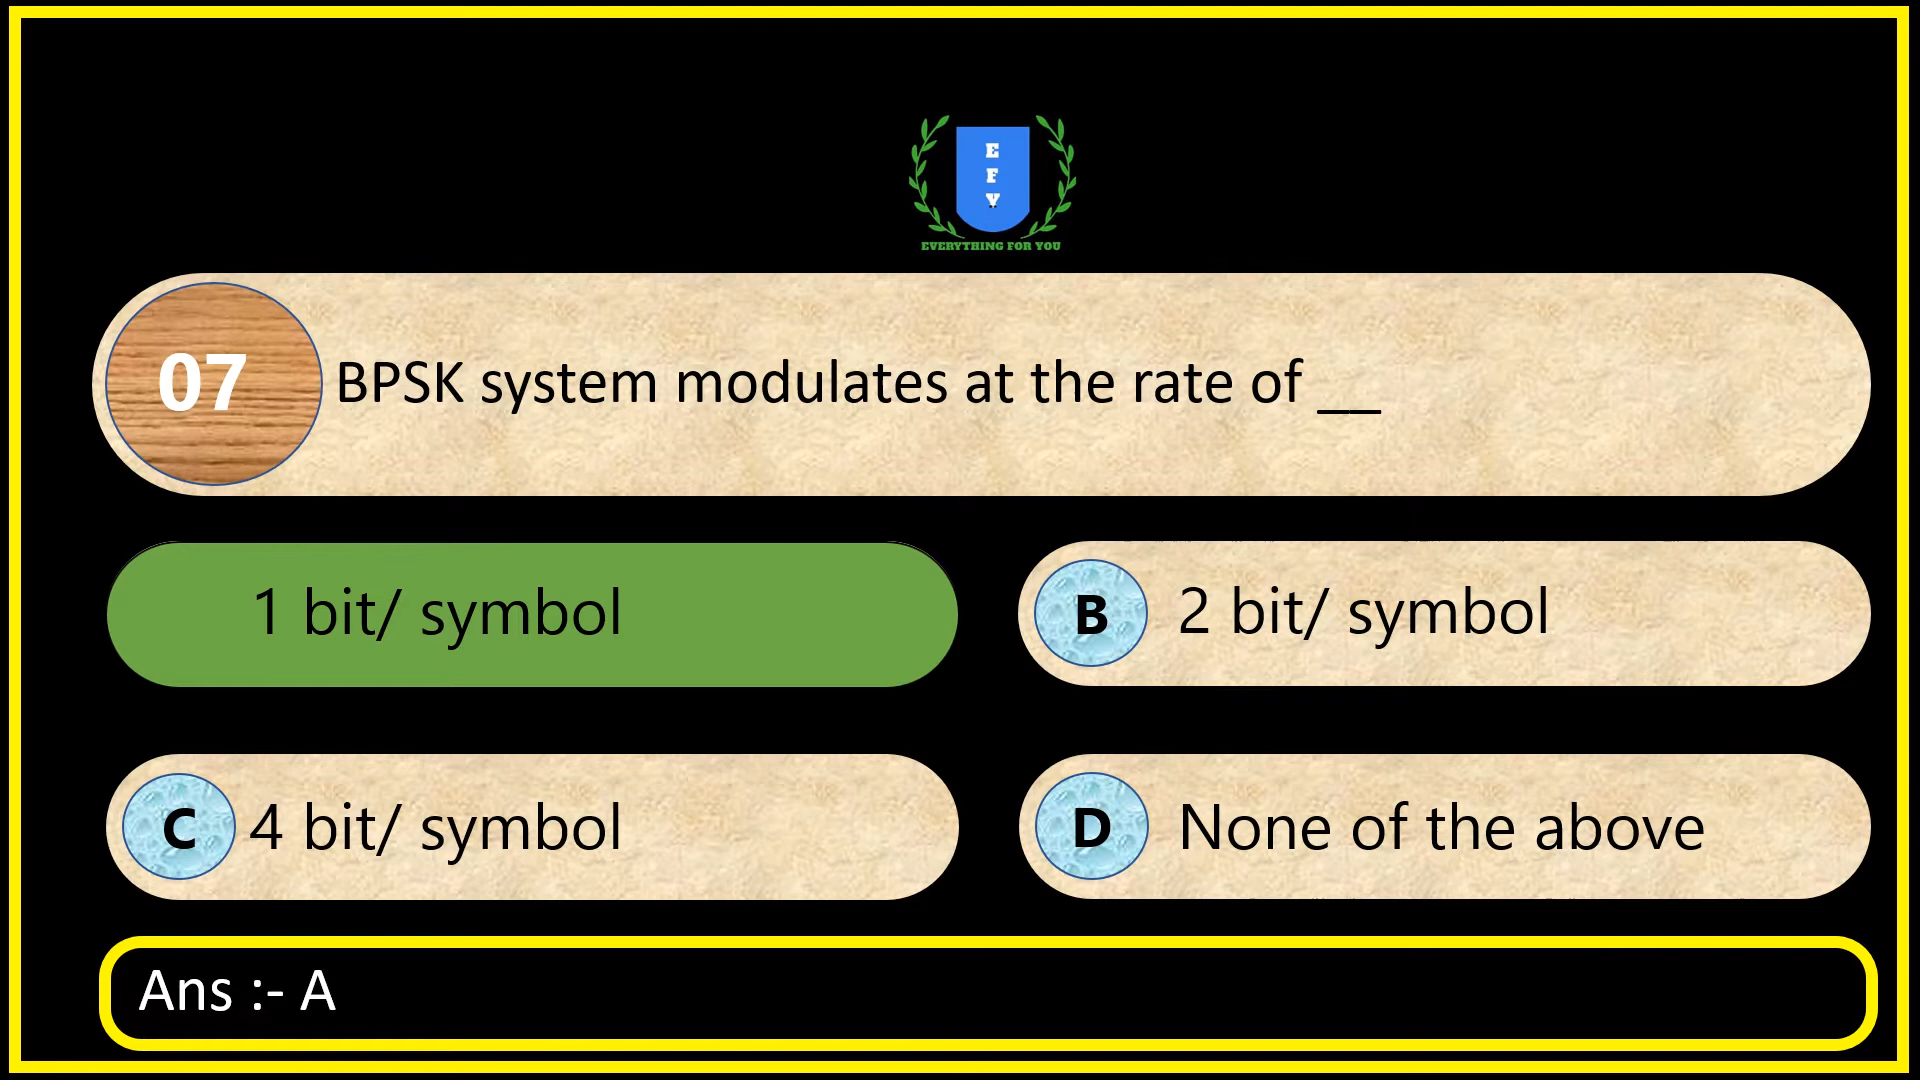 E
F
Y
EVERYTHING FOR YOU
07
BPSK system modulates at the rate of __
1 bit/ symbol
B
2 bit/ symbol
C
4 bit/ symbol
D
None of the above
Ans :- A